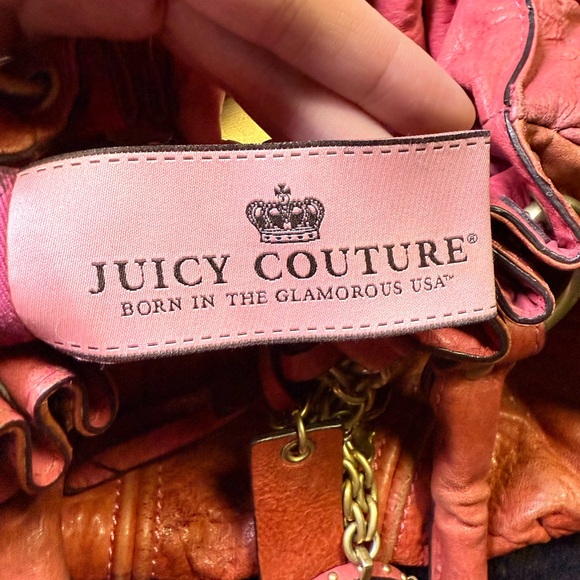 JUICY COUTURE®
BORN IN THE GLAMOROUS USA™